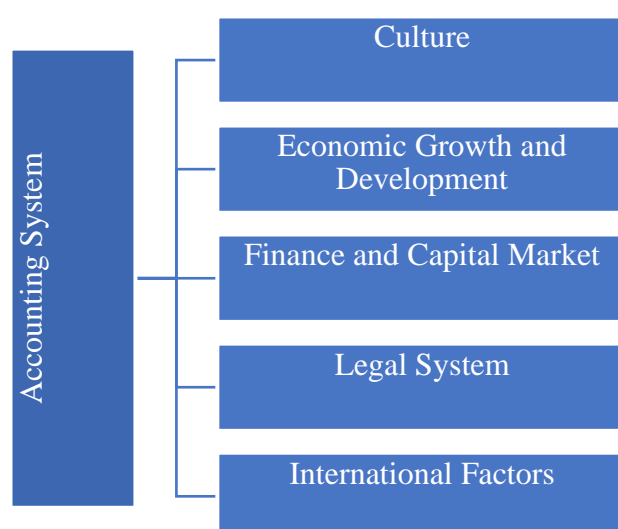 Accounting System
Culture
Economic Growth and
Development
Finance and Capital Market
Legal System
International Factors